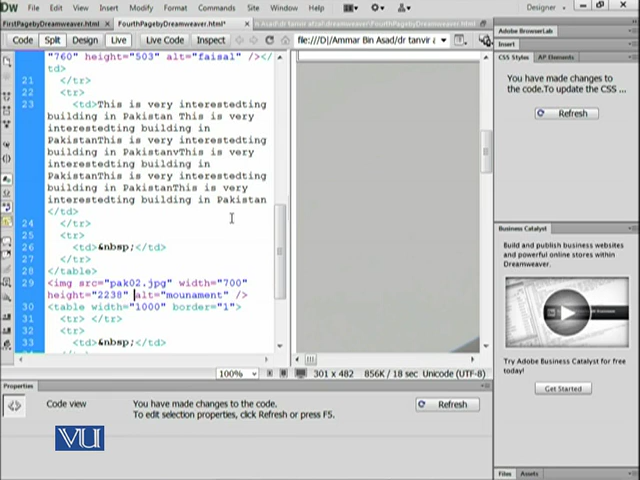 DW File Edit View Insert Modify Format Commands Site Window Help Designer
FirstPagebyDreamweaver.html × FourthPagebyDreamweaver.html* ×
Code Split Design Live Live Code Inspect file:///D|/Ammar Bin Asad/dr tanvir a
"760" height="503" alt="faisal" /></
td>
21 </tr>
22 <tr>
23 <td>This is very interestedting
building in Pakistan This is very
interestedting building in
PakistanThis is very interestedting
building in PakistanvThis is very
interestedting building in
PakistanThis is very interestedting
building in PakistanThis is very
interestedting building in Pakistan
</td>
24 </tr>
25 <tr>
26 <td>&nbsp;</td>
27 </tr>
28 </table>
29 <img src="pak02.jpg" width="700"
height="2238" alt="mounament" />
30 <table width="1000" border="1">
31 <tr> </tr>
32 <tr>
33 <td>&nbsp;</td>
100% 301 x 482 856K / 18 sec Unicode (UTF-8)
Properties
Code view
You have made changes to the code.
To edit selection properties, click Refresh or press F5.
Refresh
VU
Adobe BrowserLab
Insert
CSS Styles AP Elements
You have made changes to
the code.To update the CSS ...
Refresh
Business Catalyst
Build and publish business websites
and powerful online stores within
Dreamweaver.
Try Adobe Business Catalyst for free
today!
Get Started
Files Assets